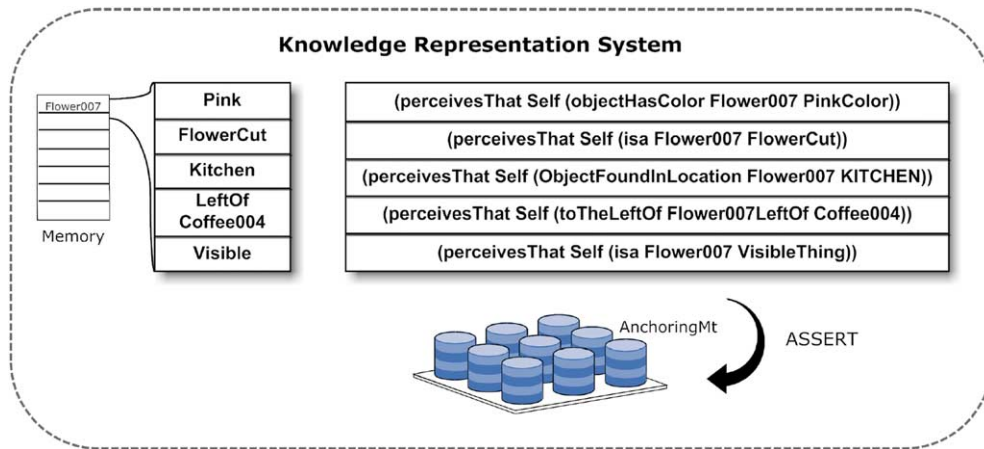 Knowledge Representation System
Flower007
Memory
Pink
FlowerCut
Kitchen
LeftOf
Coffee004
Visible
(perceivesThat Self (objectHasColor Flower007 PinkColor))
(perceivesThat Self (isa Flower007 FlowerCut))
(perceivesThat Self (ObjectFoundInLocation Flower007 KITCHEN))
(perceivesThat Self (toTheLeftOf Flower007LeftOf Coffee004))
(perceivesThat Self (isa Flower007 VisibleThing))
AnchoringMt
ASSERT